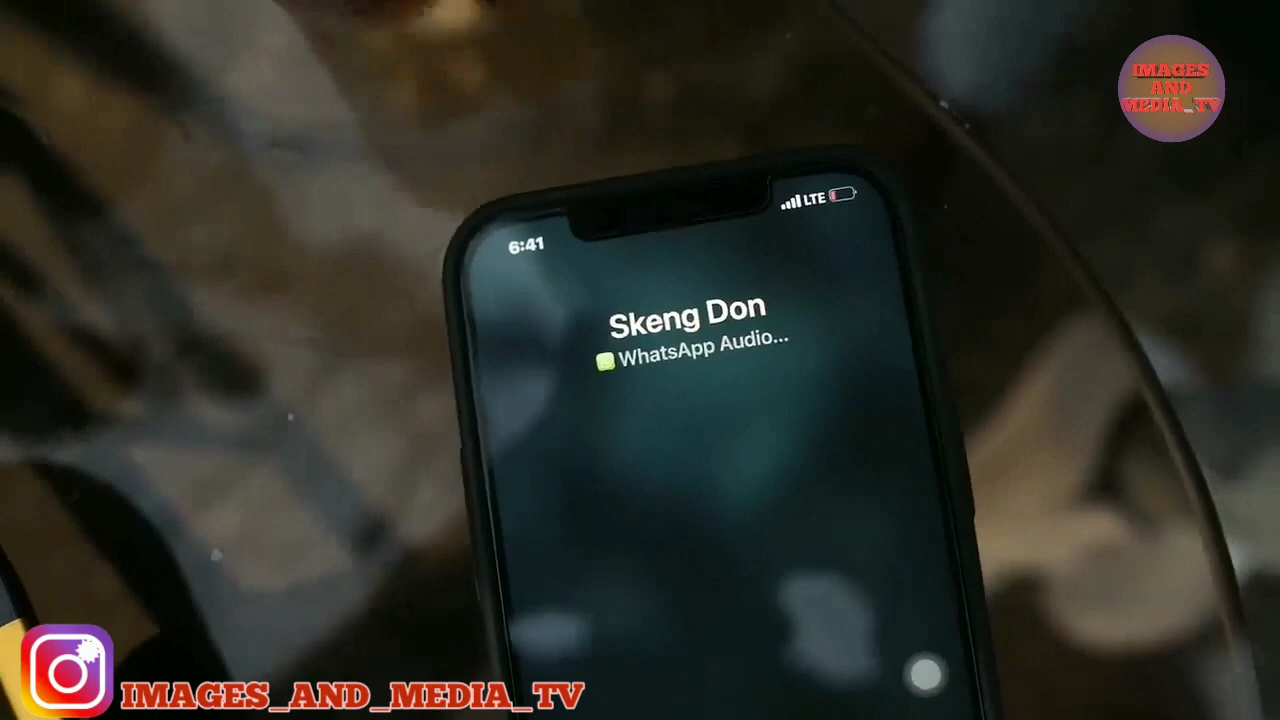 IMAGES
AND
MEDIA_TV
6:41
LTE
Skeng Don
WhatsApp Audio...
IMAGES_AND_MEDIA_TV